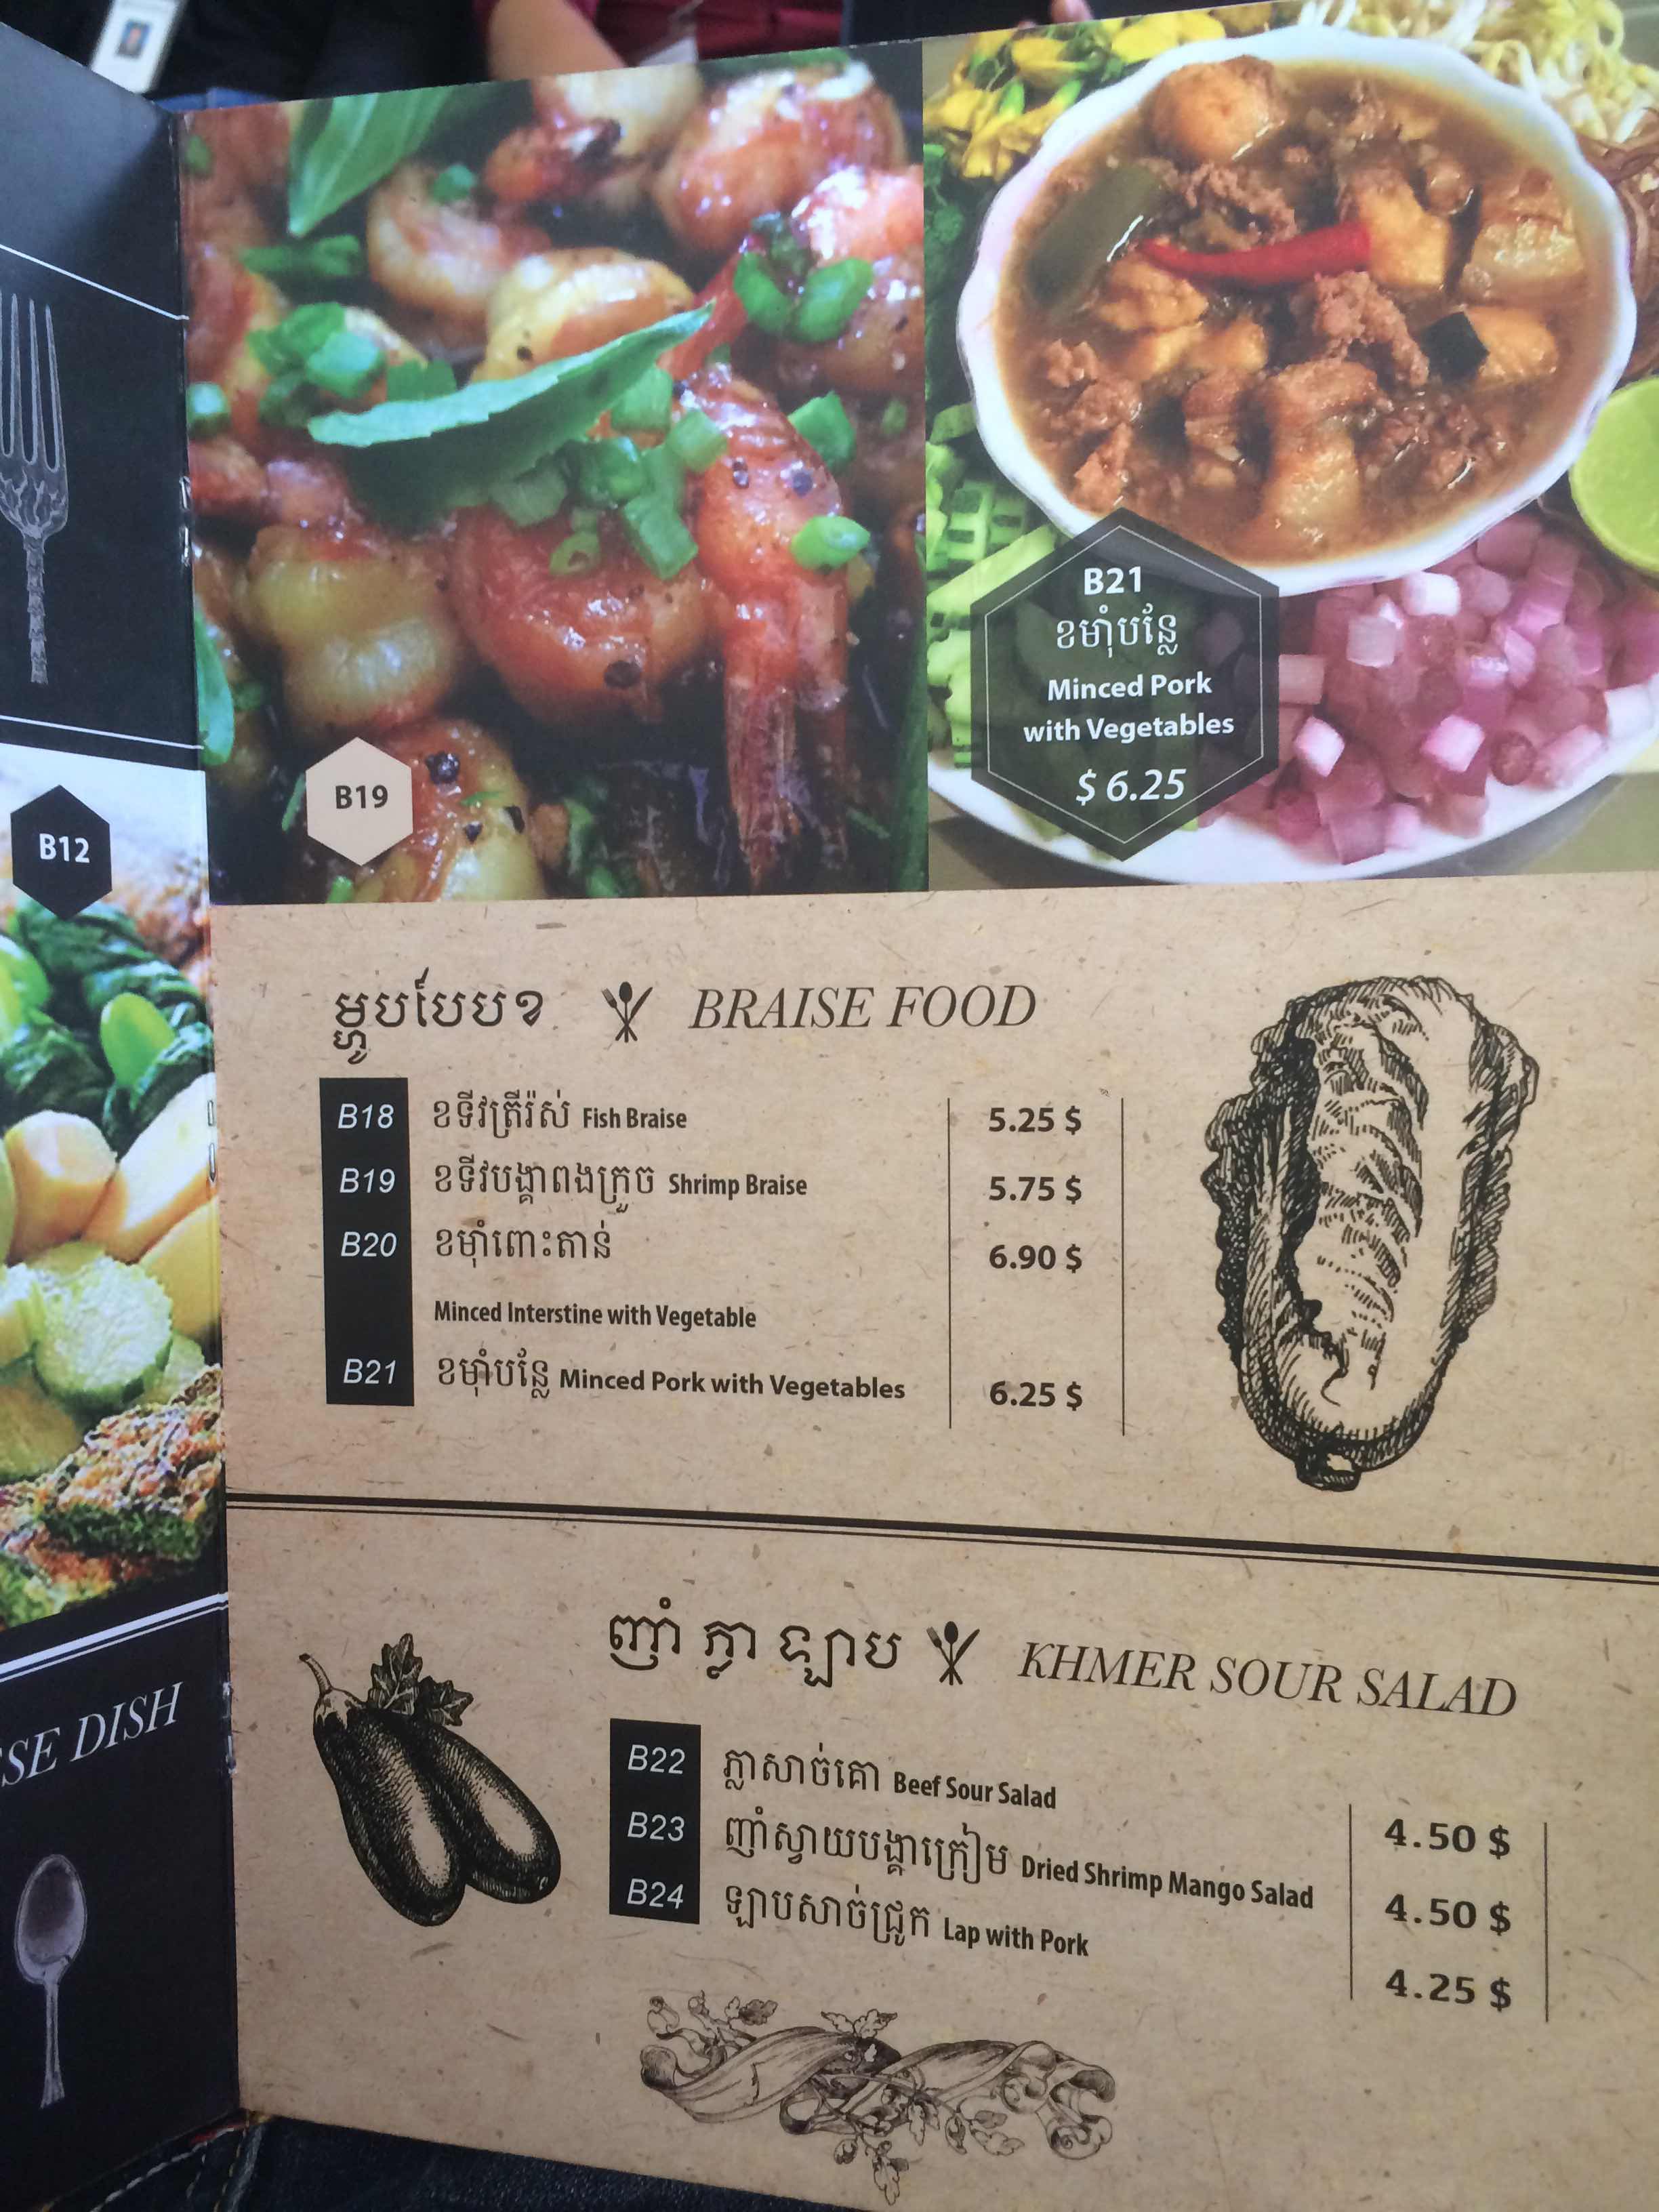 B21
ខមាំុបន្លែ
Minced Pork
with Vegetables
$ 6.25
B19
B12
ម្ហូបបែបខ BRAISE FOOD
B18 ខទីវត្រីរ៉ស់ Fish Braise 5.25 $
B19 ខទីវបង្គាពងក្រួច Shrimp Braise 5.75 $
B20 ខម៉ាំពោះតាន់ 6.90 $
Minced Interstine with Vegetable
B21 ខម៉ាំបន្លែ Minced Pork with Vegetables 6.25 $
ញាំ ភ្លា ឡាប KHMER SOUR SALAD
B22 ភ្លាសាច់គោ Beef Sour Salad 4.50 $
B23 ញាំស្វាយបង្គាក្រៀម Dried Shrimp Mango Salad 4.50 $
B24 ឡាបសាច់ជ្រូក Lap with Pork 4.25 $
SE DISH